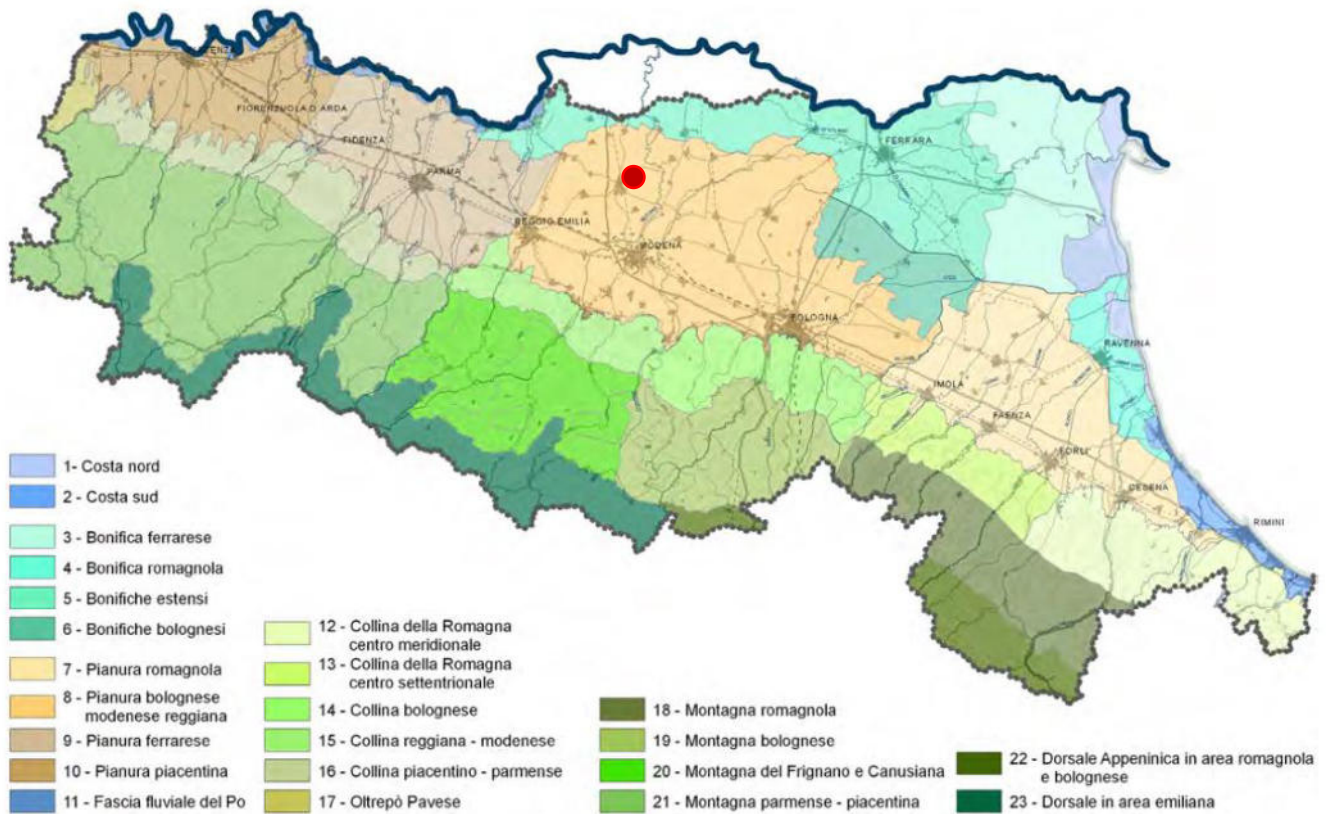 FIORENZUOLA D'ARDA
FIDENZA
PARMA
REGGIO EMILIA
MODENA
BOLOGNA
FERRARA
RAVENNA
IMOLA
FAENZA
FORLI'
CESENA
RIMINI
1- Costa nord
2 - Costa sud
3 - Bonifica ferrarese
4 - Bonifica romagnola
5 - Bonifiche estensi
6 - Bonifiche bolognesi
7 - Pianura romagnola
8 - Pianura bolognese
modenese reggiana
9 - Pianura ferrarese
10 - Pianura piacentina
11 - Fascia fluviale del Po
12 - Collina della Romagna
centro meridionale
13 - Collina della Romagna
centro settentrionale
14 - Collina bolognese
15 - Collina reggiana - modenese
16 - Collina piacentino - parmense
17 - Oltrepò Pavese
18 - Montagna romagnola
19 - Montagna bolognese
20 - Montagna del Frignano e Canusiana
21 - Montagna parmense - piacentina
22 - Dorsale Appeninica in area romagnola
e bolognese
23 - Dorsale in area emiliana